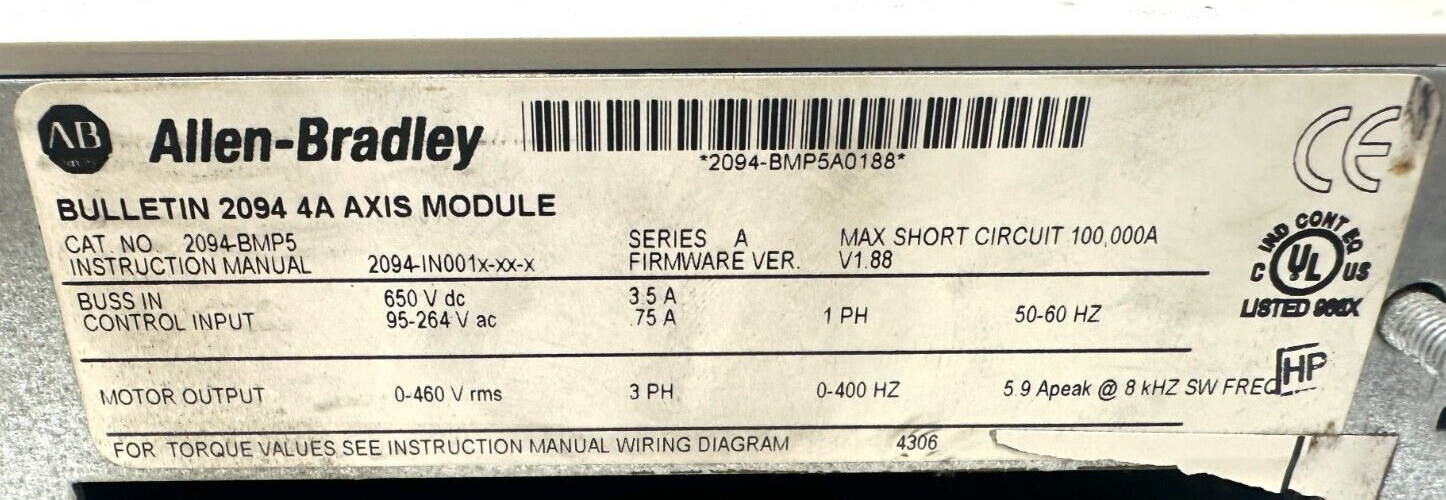 AB
Allen-Bradley
*2094-BMP5A0188*
CE
BULLETIN 2094 4A AXIS MODULE
CAT. NO. 2094-BMP5 SERIES A MAX SHORT CIRCUIT 100,000A
INSTRUCTION MANUAL 2094-IN001x-xx-x FIRMWARE VER. V1.88
IND CONT EQ
C UL US
LISTED
BUSS IN 650 V dc 3.5 A
CONTROL INPUT 95-264 V ac .75 A 1 PH 50-60 HZ
MOTOR OUTPUT 0-460 V rms 3 PH 0-400 HZ 5.9 Apeak @ 8 kHZ SW FREQ
HP
FOR TORQUE VALUES SEE INSTRUCTION MANUAL WIRING DIAGRAM 4306